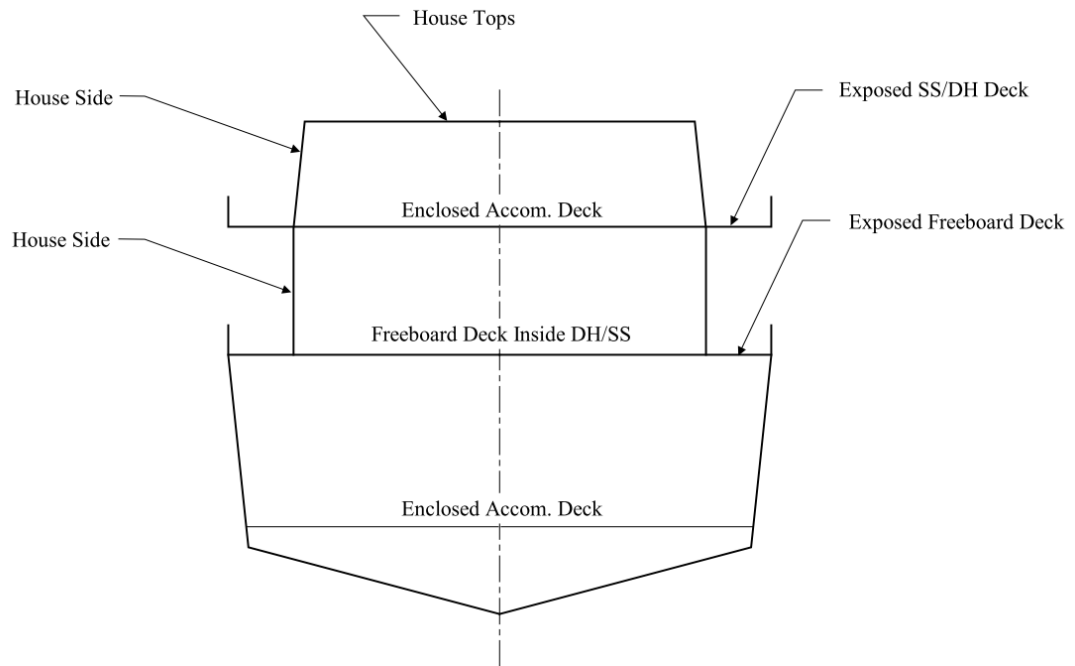 House Tops
House Side
Exposed SS/DH Deck
Enclosed Accom. Deck
Exposed Freeboard Deck
House Side
Freeboard Deck Inside DH/SS
Enclosed Accom. Deck